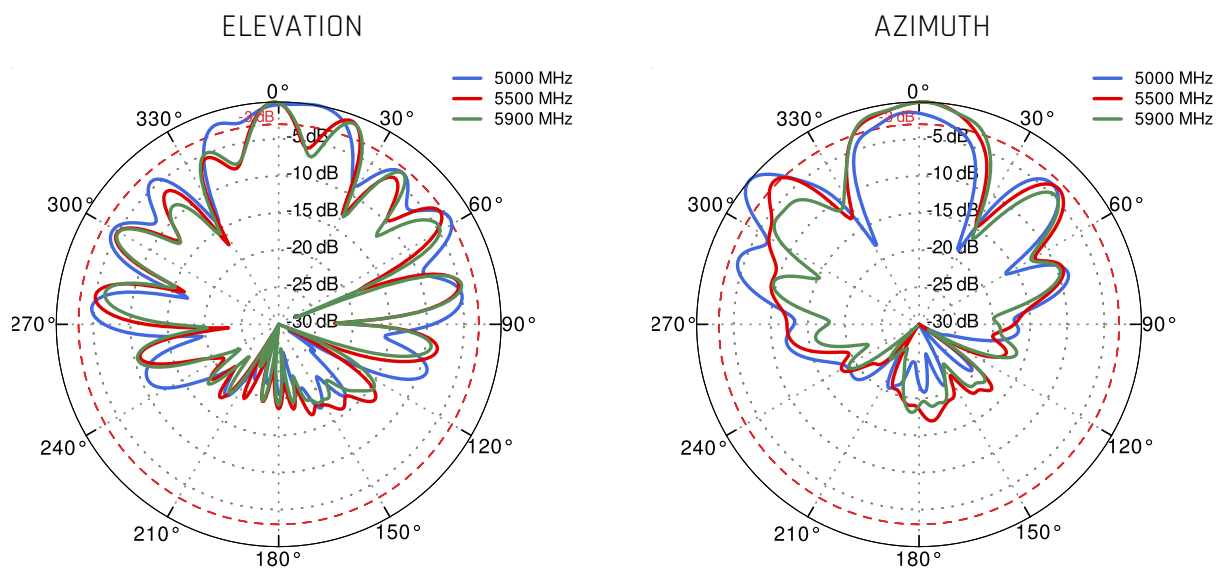 ELEVATION
5000 MHz
5500 MHz
5900 MHz
0°
330°
30°
-3 dB
-5 dB
-10 dB
300°
60°
-15 dB
-20 dB
-25 dB
270°
-30 dB
90°
240°
120°
210°
150°
180°
AZIMUTH
5000 MHz
5500 MHz
5900 MHz
0°
330°
30°
-3 dB
-5 dB
-10 dB
300°
60°
-15 dB
-20 dB
-25 dB
270°
-30 dB
90°
240°
120°
210°
150°
180°